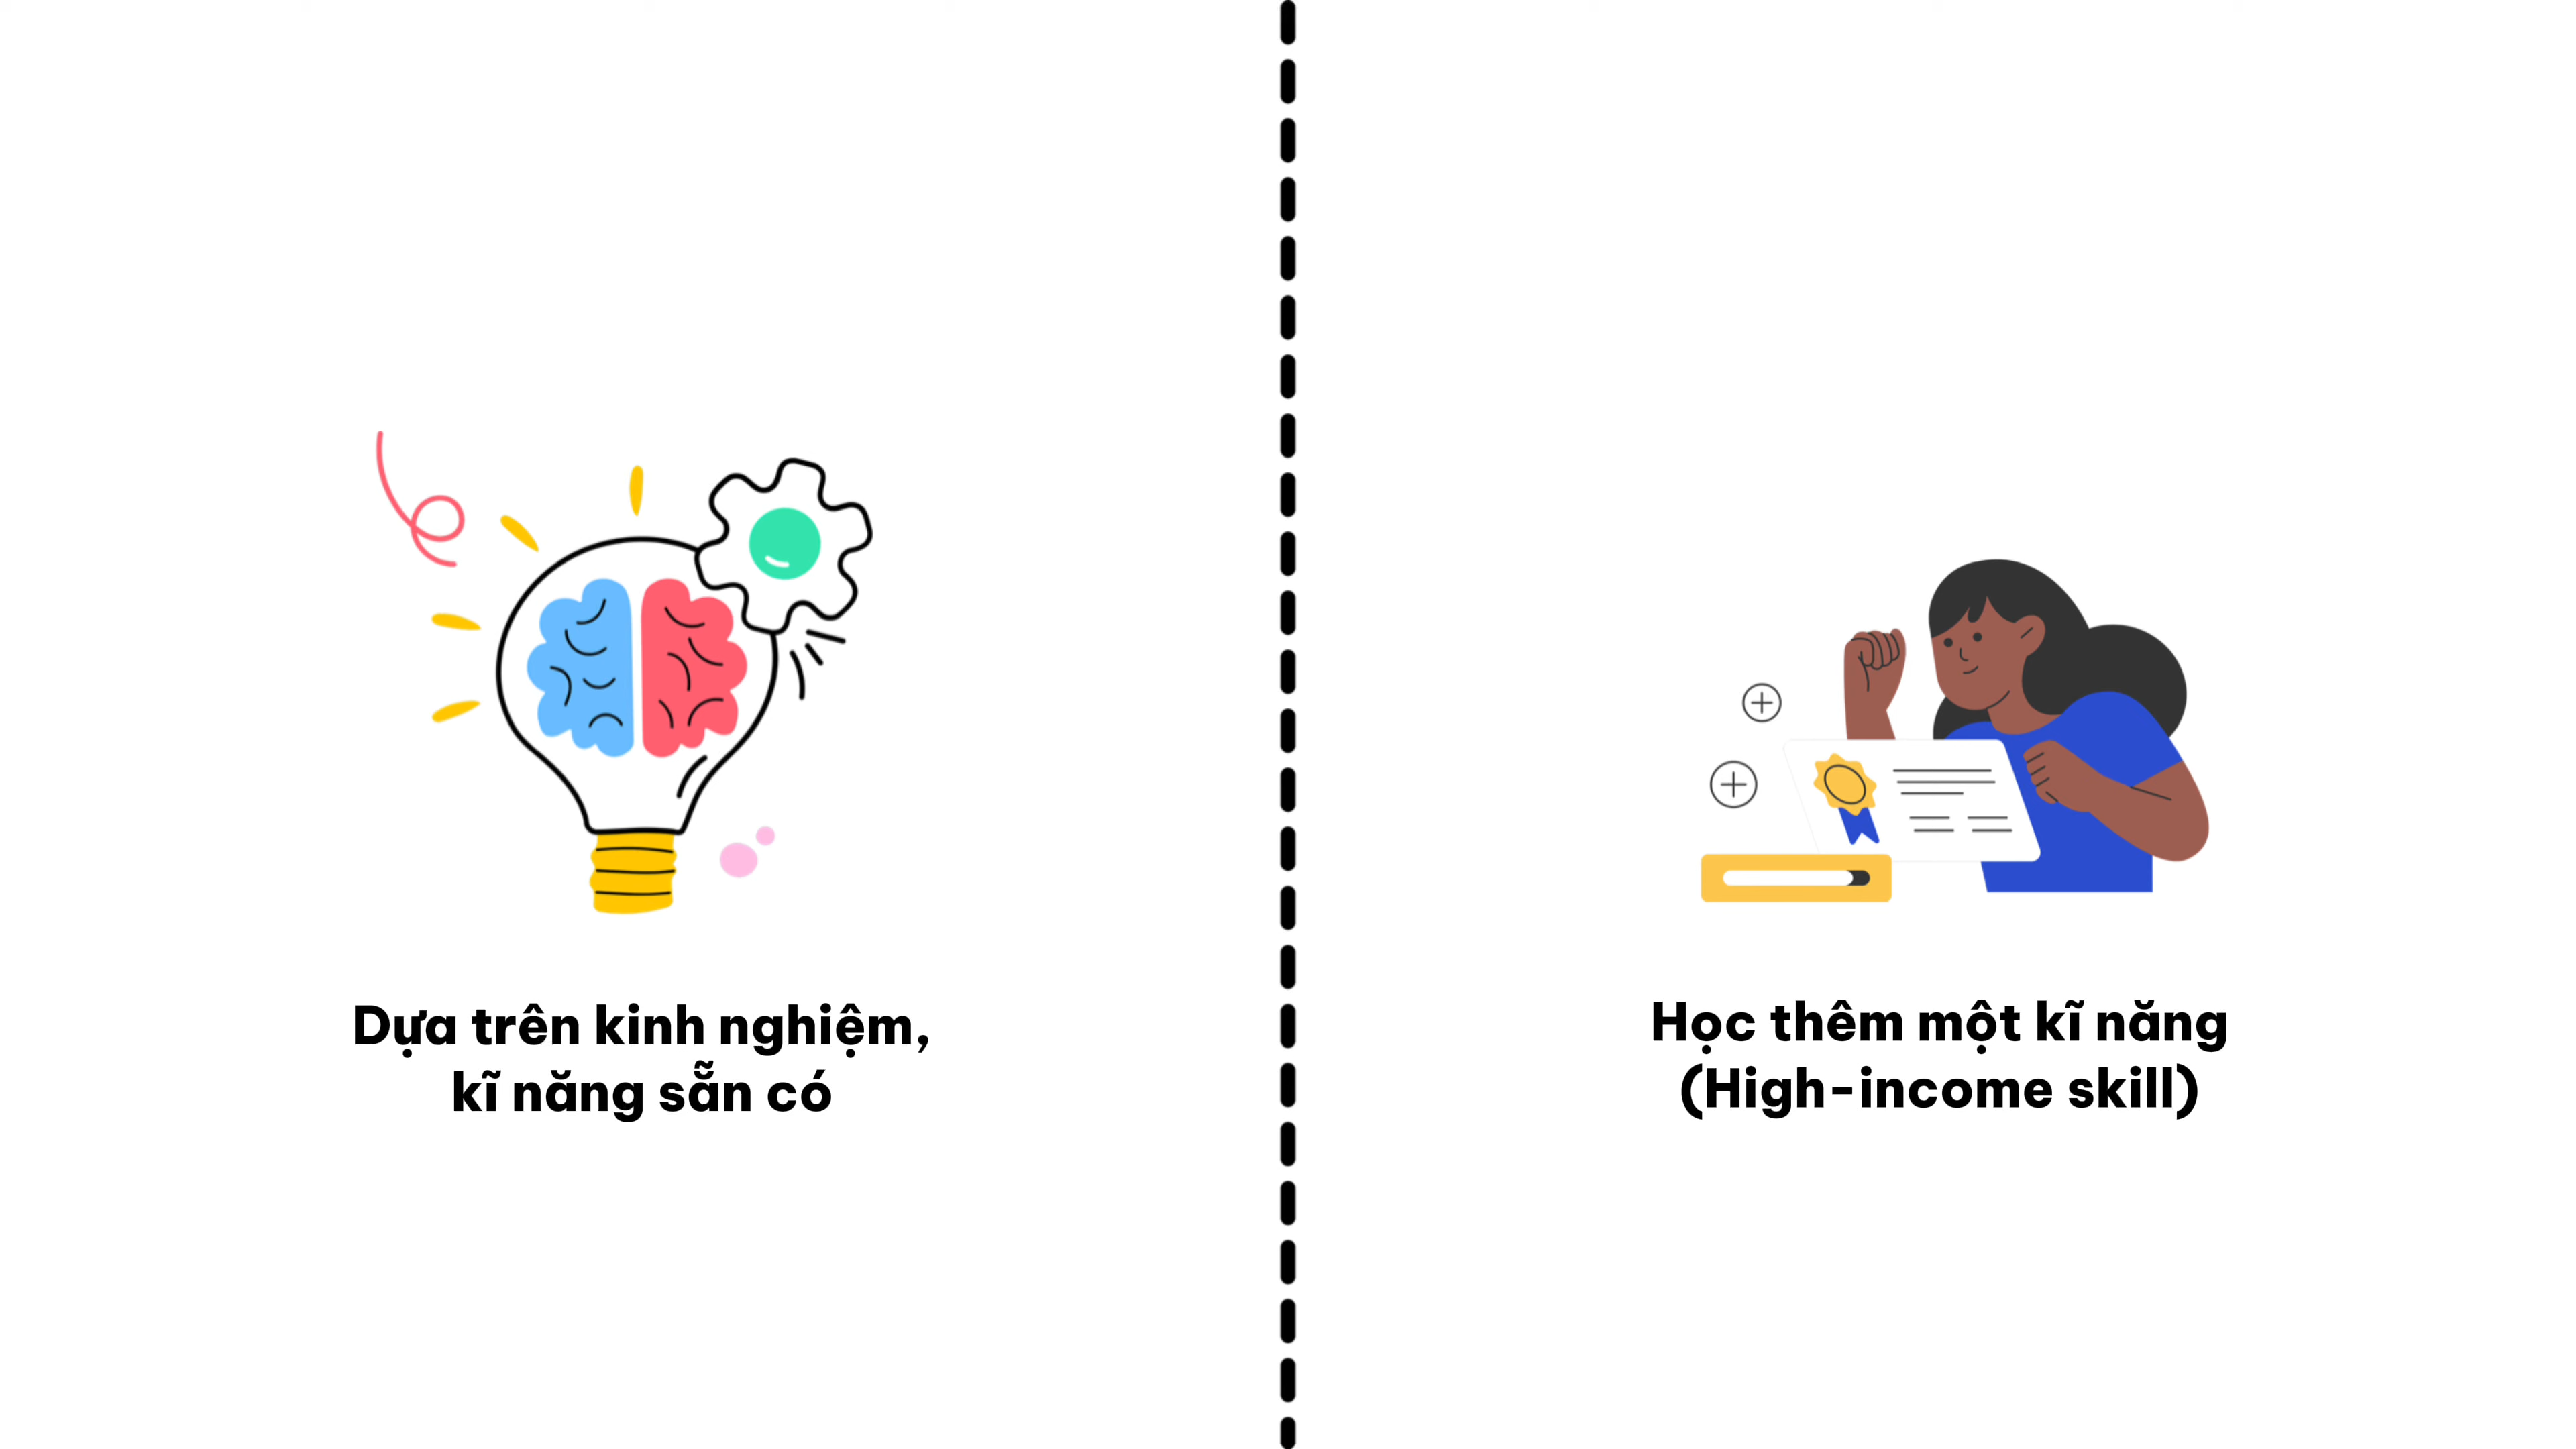 Dựa trên kinh nghiệm,
kĩ năng sẵn có
Học thêm một kĩ năng
(High-income skill)